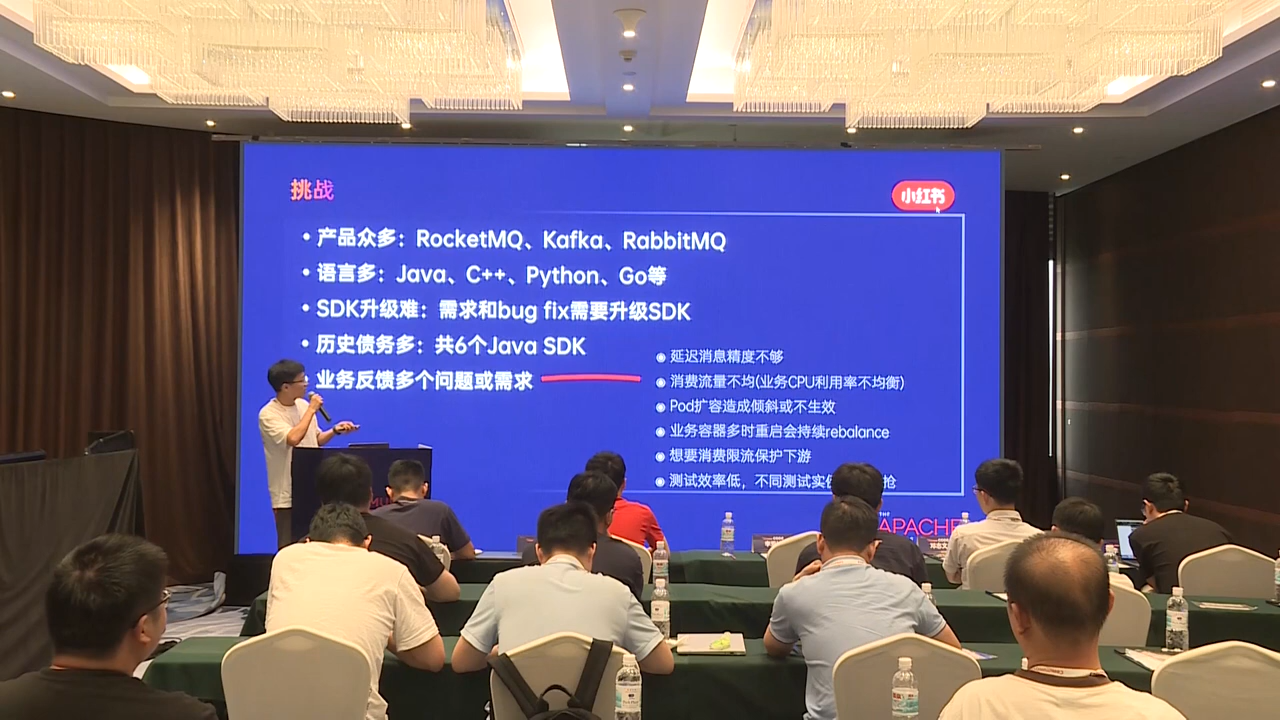 挑战
小红书
• 产品众多：RocketMQ、Kafka、RabbitMQ
• 语言多：Java、C++、Python、Go等
• SDK升级难：需求和bug fix需要升级SDK
• 历史债务多：共6个Java SDK
• 业务反馈多个问题或需求
延迟消息精度不够
消费流量不均(业务CPU利用率不均衡)
Pod扩容造成倾斜或不生效
业务容器多时重启会持续rebalance
想要消费限流保护下游
测试效率低，不同测试实 抢
THE
APACHE